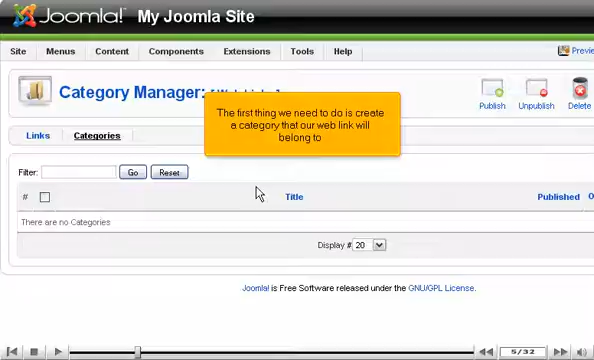 Joomla!® My Joomla Site
Site Menus Content Components Extensions Tools Help Previe
Category Manager:
Publish Unpublish Delete
The first thing we need to do is create
a category that our web link will
belong to
Links Categories
Filter: Go Reset
# Title Published O
There are no Categories
Display # 20
Joomla! is Free Software released under the GNU/GPL License.
5/32